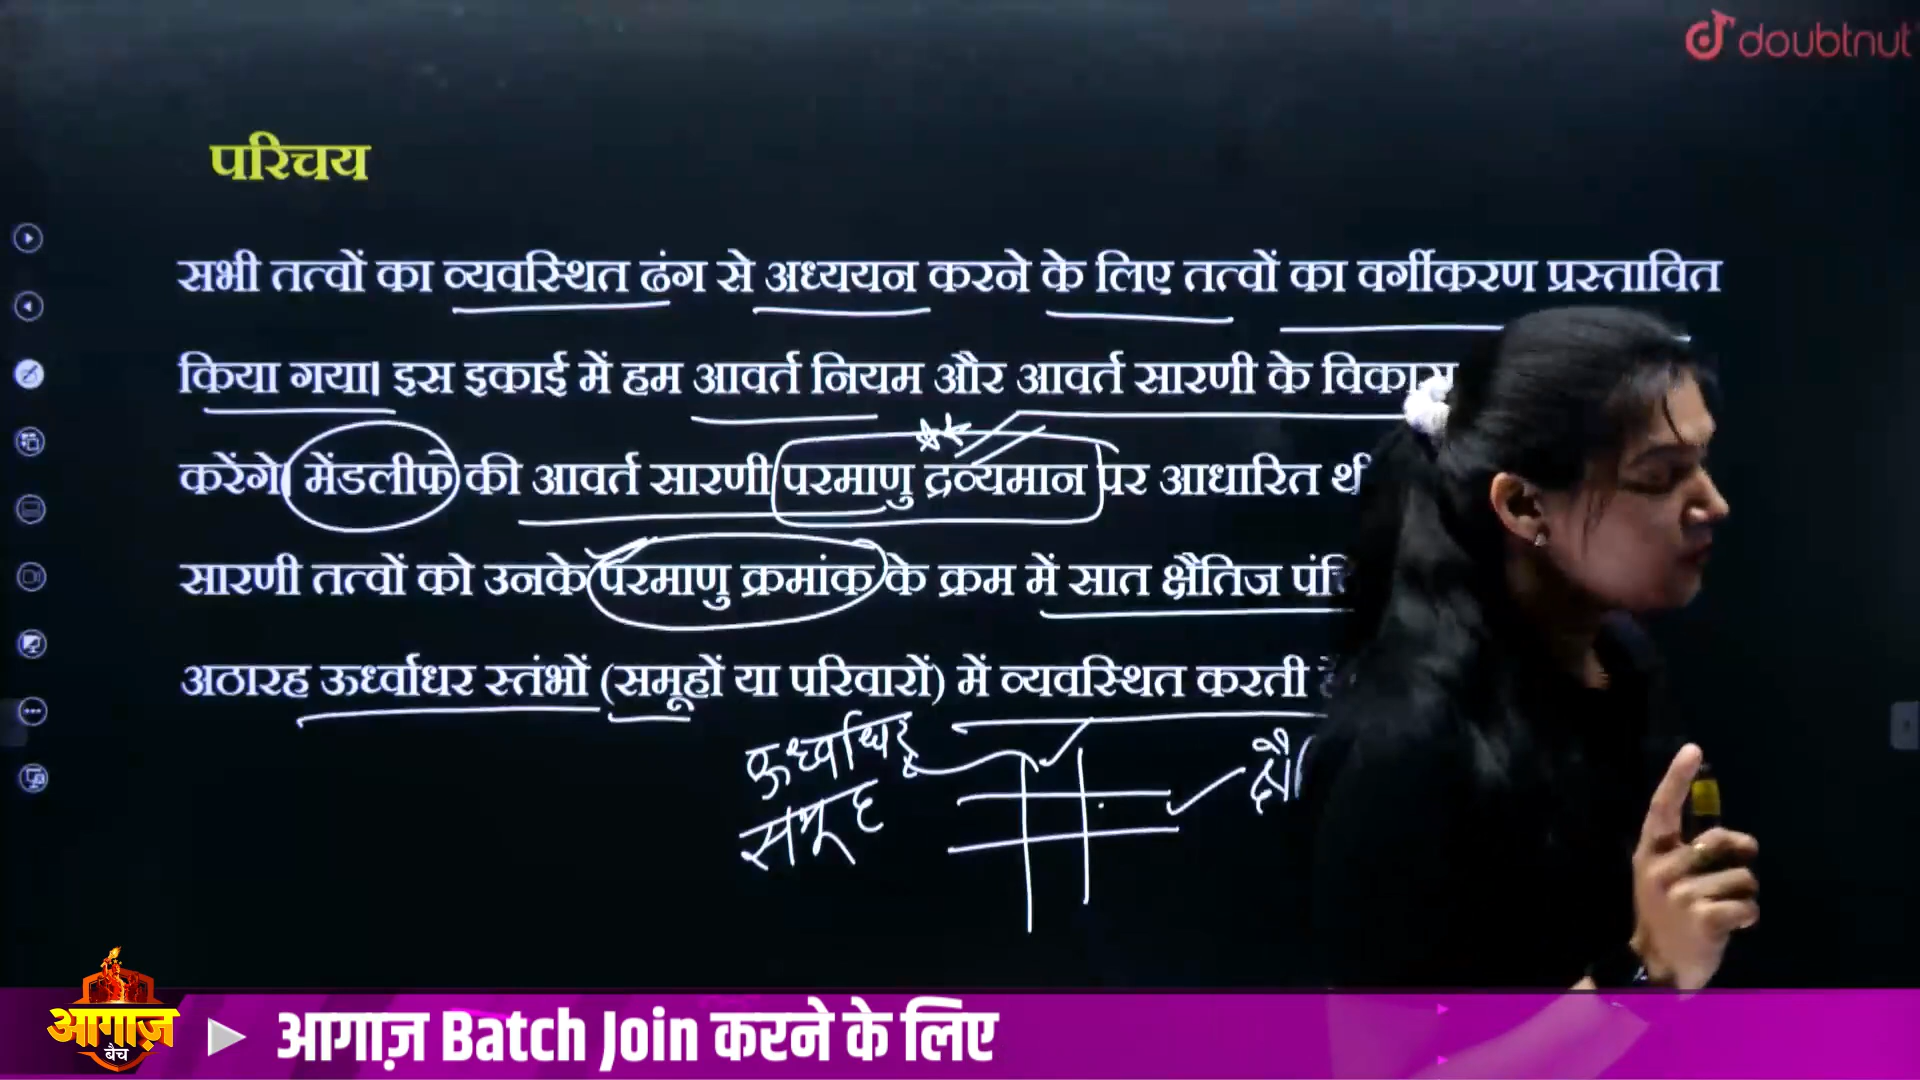 doubtnut
परिचय
सभी तत्वों का व्यवस्थित ढंग से अध्ययन करने के लिए तत्वों का वर्गीकरण प्रस्तावित
किया गया। इस इकाई में हम आवर्त नियम और आवर्त सारणी के विकास
करेंगे। मेंडलीफ की आवर्त सारणी परमाणु द्रव्यमान पर आधारित
सारणी तत्वों को उनके परमाणु क्रमांक के क्रम में सात क्षैतिज
अठारह ऊर्ध्वाधर स्तंभों (समूहों या परिवारों) में व्यवस्थित करती
ऊर्ध्वाधर
समूह
आगाज़
बैच
आगाज़ Batch Join करने के लिए